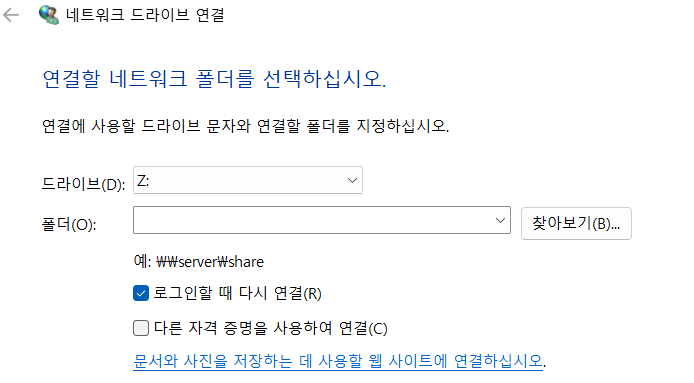 네트워크 드라이브 연결
연결할 네트워크 폴더를 선택하십시오.
연결에 사용할 드라이브 문자와 연결할 폴더를 지정하십시오.
드라이브(D): Z:
폴더(O): 찾아보기(B)...
예: ₩₩server₩share
로그인할 때 다시 연결(R)
다른 자격 증명을 사용하여 연결(C)
문서와 사진을 저장하는 데 사용할 웹 사이트에 연결하십시오.